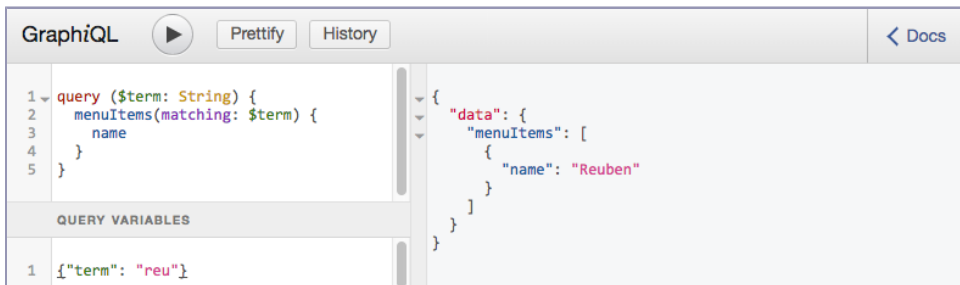 GraphiQL Prettify History < Docs
1 query ($term: String) {
2 menuItems(matching: $term) {
3 name
4 }
5 }
QUERY VARIABLES
1 {"term": "reu"}
{
"data": {
"menuItems": [
{
"name": "Reuben"
}
]
}
}